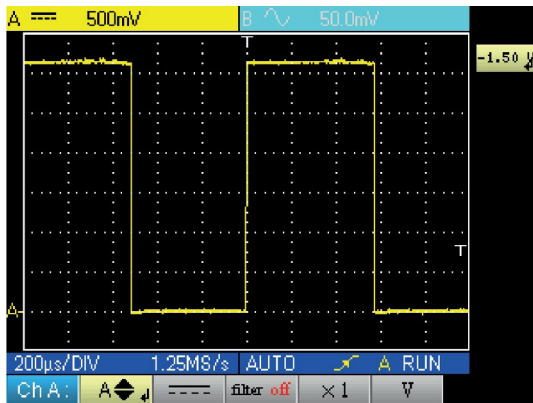 A 500mV B 50.0mV
T
-1.50 V
T
A
200µs/DIV 1.25MS/s AUTO A RUN
Ch A: A filter off ×1 V